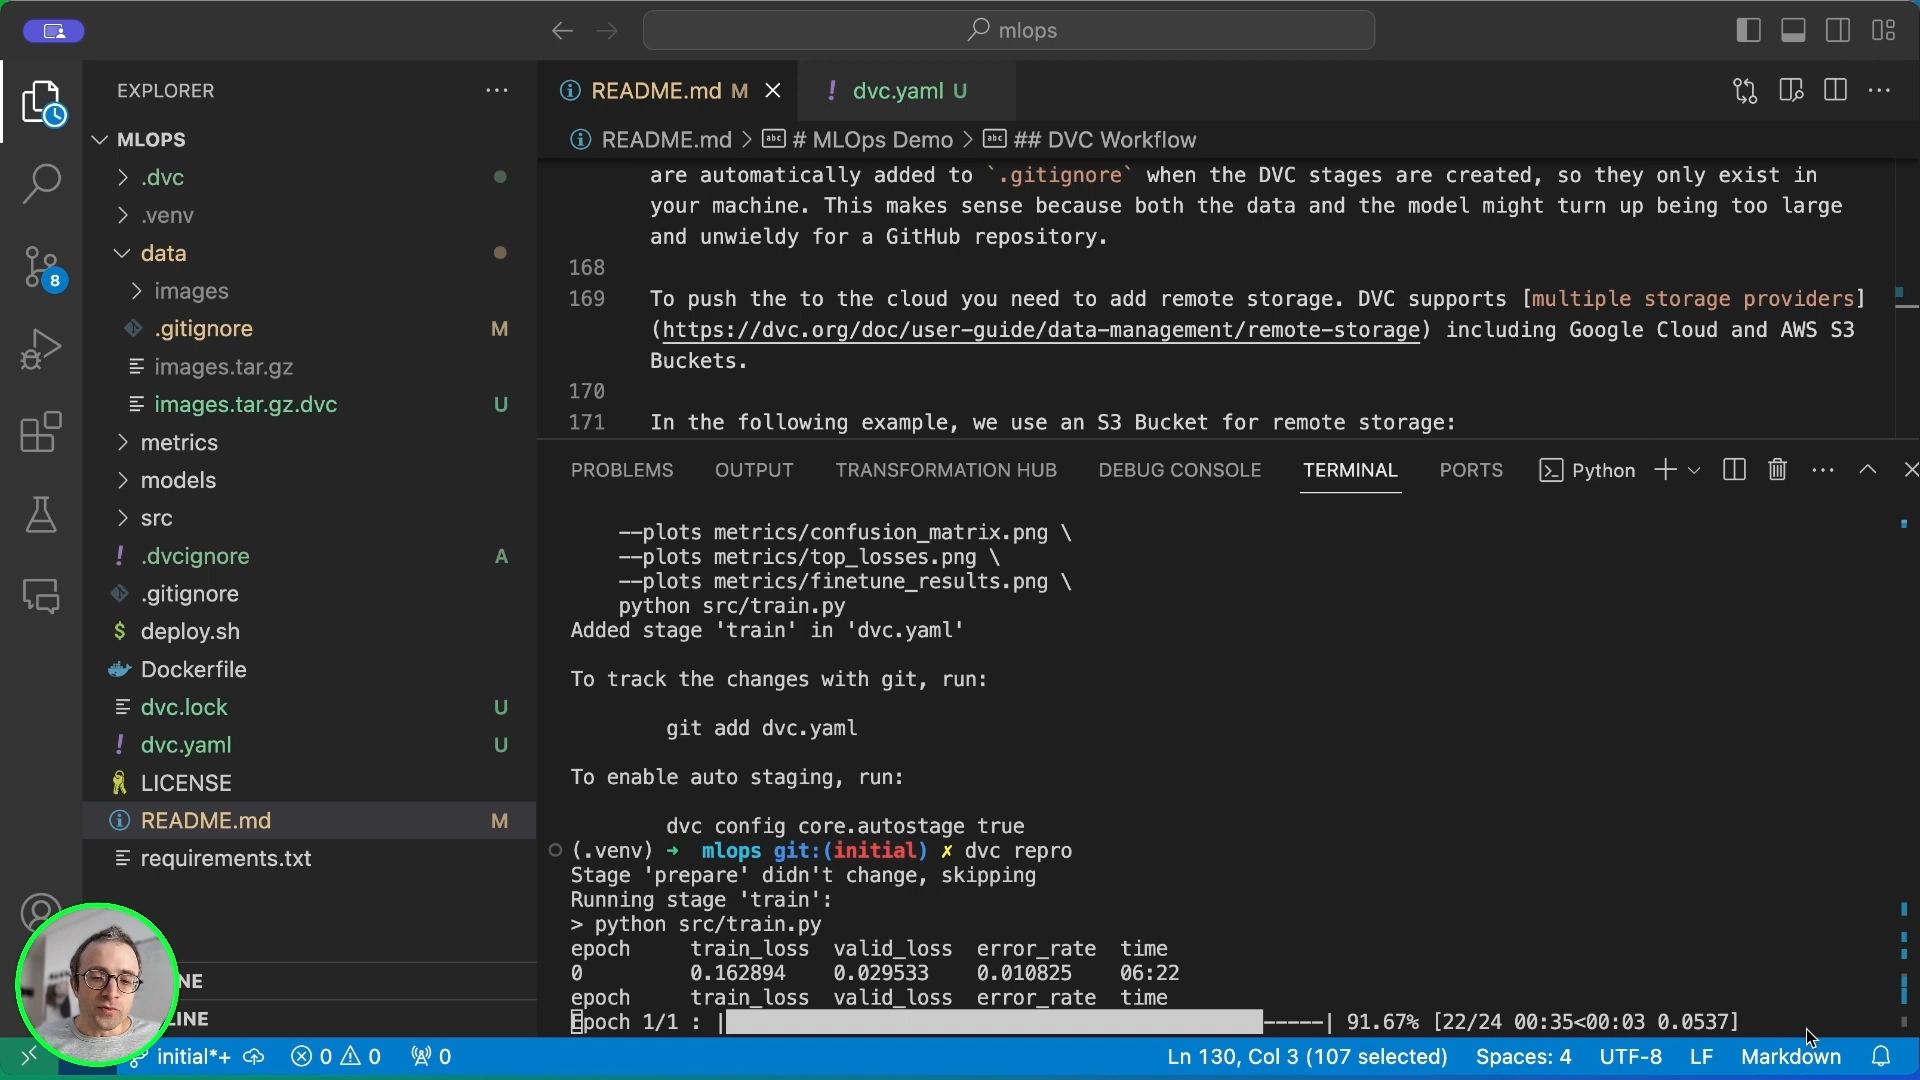 mlops
EXPLORER
MLOPS
.dvc
.venv
data
images
.gitignore M
images.tar.gz
images.tar.gz.dvc U
metrics
models
src
.dvcignore A
.gitignore
deploy.sh
Dockerfile
dvc.lock U
dvc.yaml U
LICENSE
README.md M
requirements.txt
NE
LINE
8
README.md M
dvc.yaml U
README.md > # MLOps Demo > ## DVC Workflow
are automatically added to `.gitignore` when the DVC stages are created, so they only exist in
your machine. This makes sense because both the data and the model might turn up being too large
and unwieldy for a GitHub repository.
168
169 To push the to the cloud you need to add remote storage. DVC supports [multiple storage providers]
(https://dvc.org/doc/user-guide/data-management/remote-storage) including Google Cloud and AWS S3
Buckets.
170
171 In the following example, we use an S3 Bucket for remote storage:
PROBLEMS OUTPUT TRANSFORMATION HUB DEBUG CONSOLE TERMINAL PORTS Python
--plots metrics/confusion_matrix.png \
--plots metrics/top_losses.png \
--plots metrics/finetune_results.png \
python src/train.py
Added stage 'train' in 'dvc.yaml'
To track the changes with git, run:
git add dvc.yaml
To enable auto staging, run:
dvc config core.autostage true
(.venv) → mlops git:(initial) ✗ dvc repro
Stage 'prepare' didn't change, skipping
Running stage 'train':
> python src/train.py
epoch train_loss valid_loss error_rate time
0 0.162894 0.029533 0.010825 06:22
epoch train_loss valid_loss error_rate time
Epoch 1/1 : |-----| 91.67% [22/24 00:35<00:03 0.0537]
initial*+ 0 0 0 Ln 130, Col 3 (107 selected) Spaces: 4 UTF-8 LF Markdown